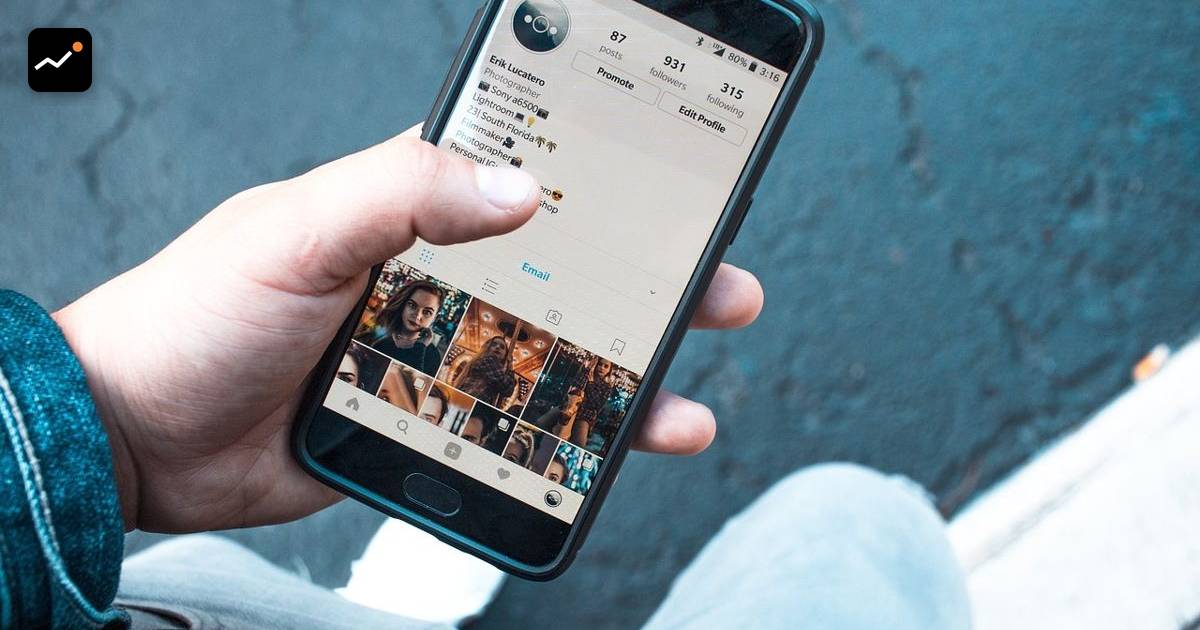 80% 3:16
87
posts
931
followers
315
following
Promote
Edit Profile
Erik Lucatero
Photographer
📷Sony a6500📷
Lightroom💻💡
23| South Florida🌴🌴
Filmmaker🎥
Photographer📷
Personal IG:
ero😎
shop
Email